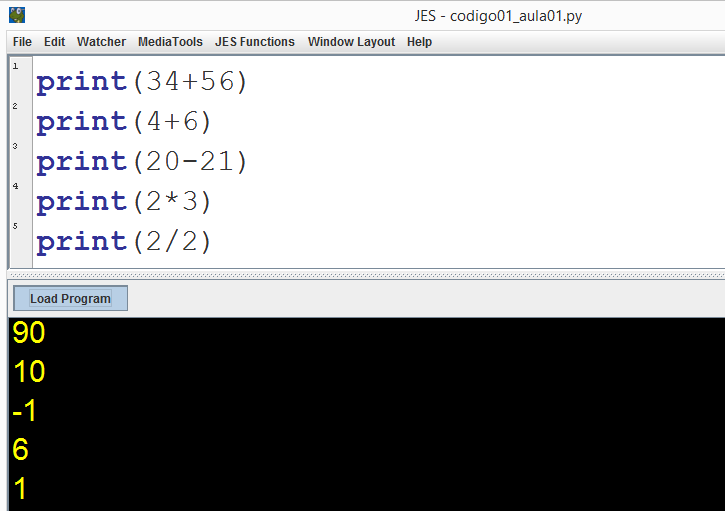 JES - codigo01_aula01.py
File Edit Watcher MediaTools JES Functions Window Layout Help
1 print(34+56)
2 print(4+6)
3 print(20-21)
4 print(2*3)
5 print(2/2)
Load Program
90
10
-1
6
1